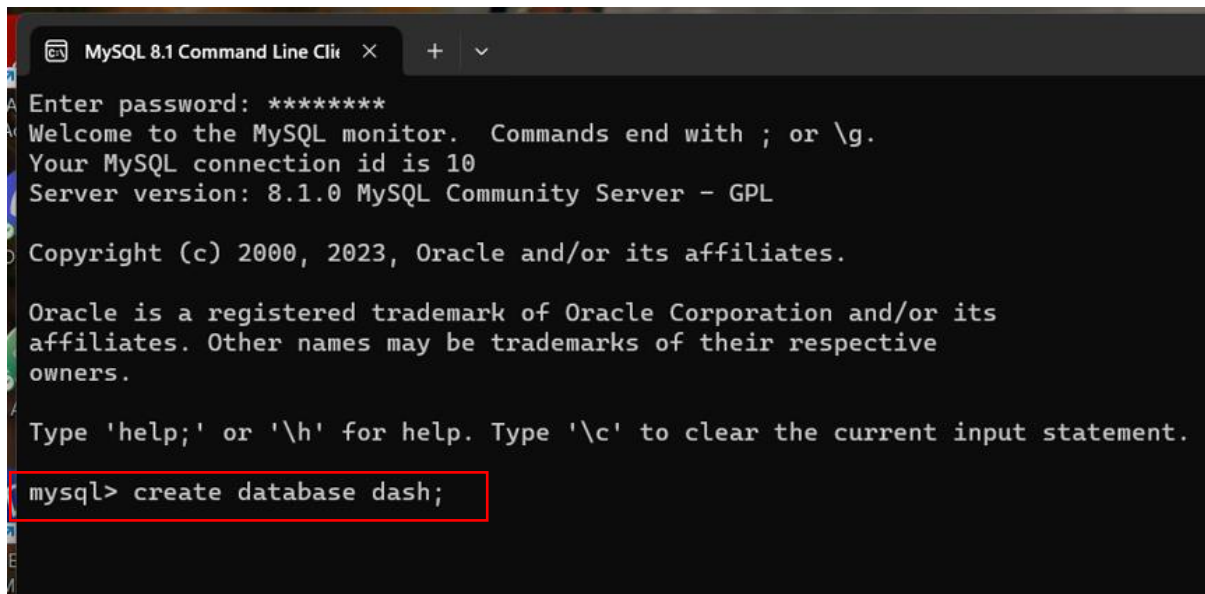 MySQL 8.1 Command Line Clie
Enter password: ********
Welcome to the MySQL monitor.  Commands end with ; or \g.
Your MySQL connection id is 10
Server version: 8.1.0 MySQL Community Server - GPL
Copyright (c) 2000, 2023, Oracle and/or its affiliates.
Oracle is a registered trademark of Oracle Corporation and/or its
affiliates. Other names may be trademarks of their respective
owners.
Type 'help;' or '\h' for help. Type '\c' to clear the current input statement.
mysql> create database dash;